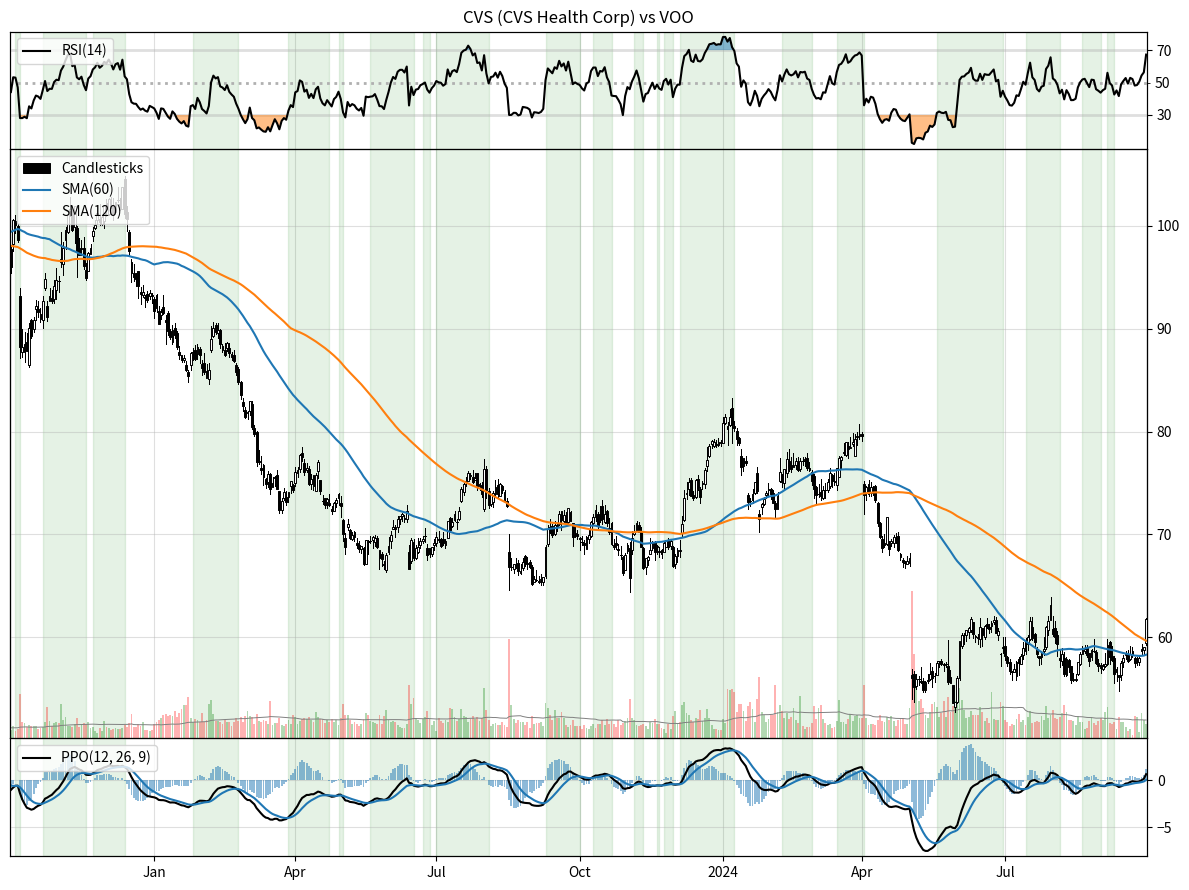 CVS (CVS Health Corp) vs VOO
RSI(14)
70
50
30
Candlesticks
SMA(60)
SMA(120)
100
90
80
70
60
PPO(12, 26, 9)
0
−5
Jan Apr Jul Oct 2024 Apr Jul